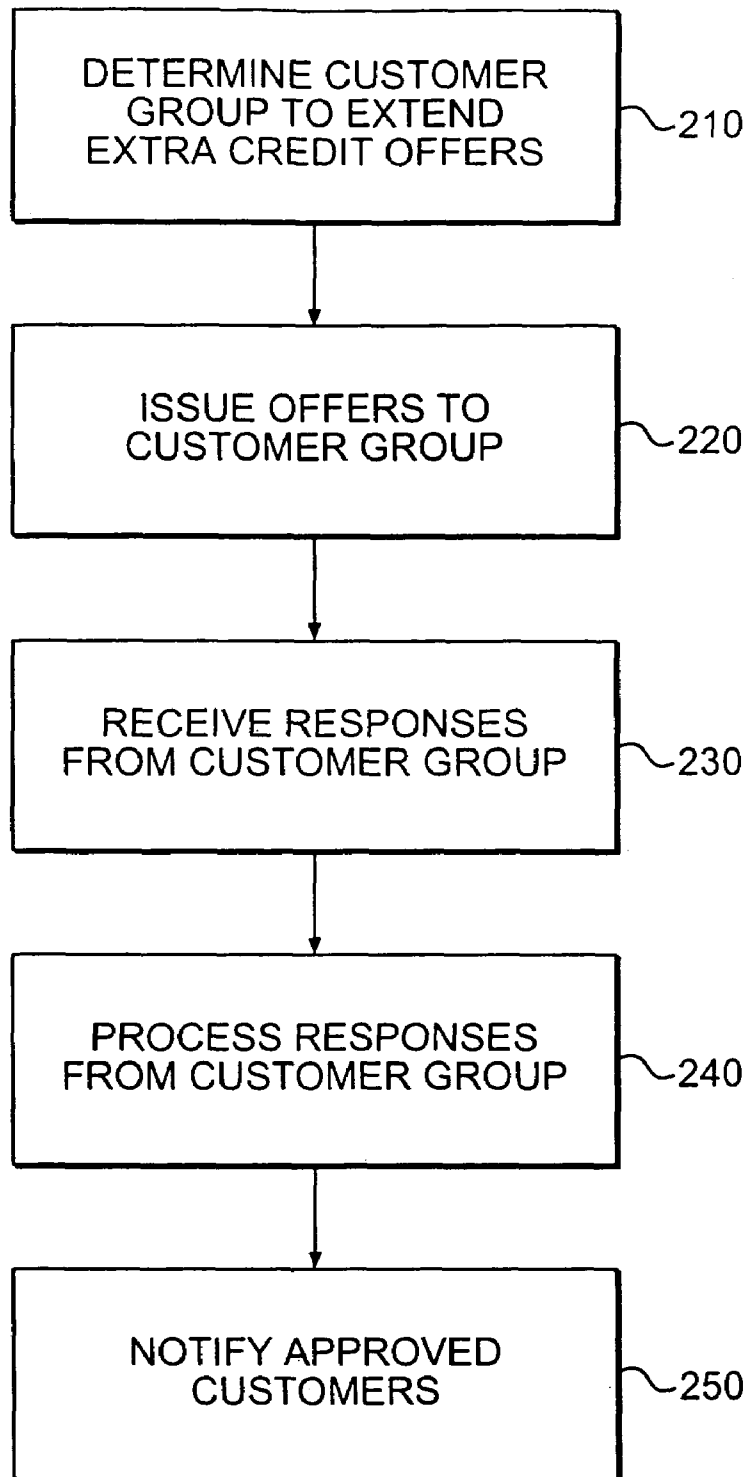 DETERMINE CUSTOMER
GROUP TO EXTEND
EXTRA CREDIT OFFERS
210
ISSUE OFFERS TO
CUSTOMER GROUP
220
RECEIVE RESPONSES
FROM CUSTOMER GROUP
230
PROCESS RESPONSES
FROM CUSTOMER GROUP
240
NOTIFY APPROVED
CUSTOMERS
250